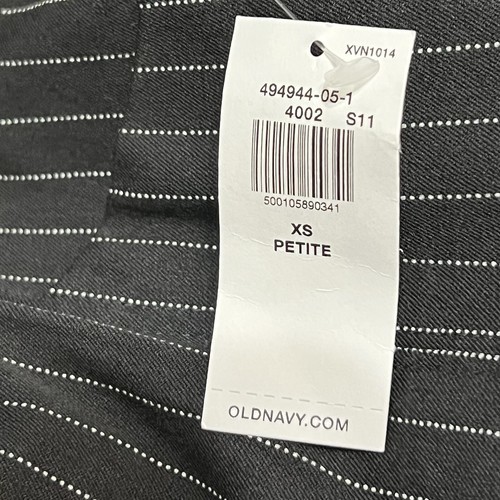 XVN1014
494944-05-1
4002 S11
500105890341
XS
PETITE
OLDNAVY.COM